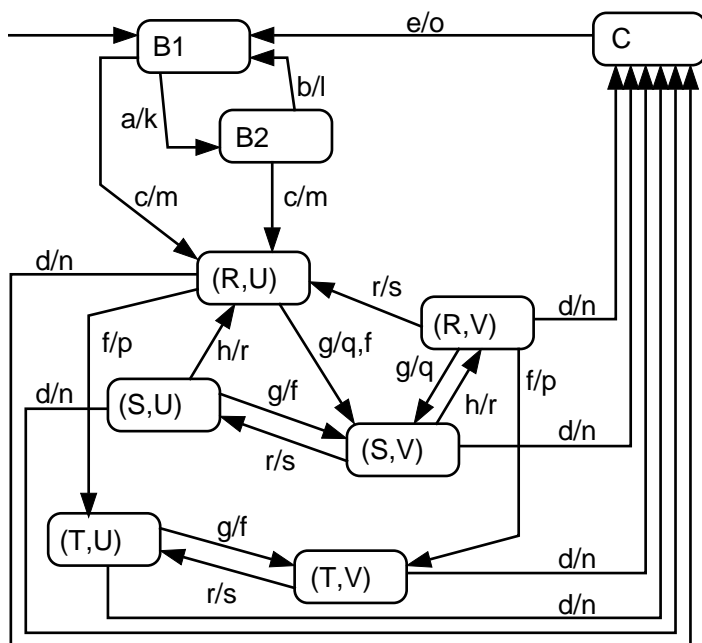 e/o
B1
C
b/l
a/k
B2
c/m
c/m
d/n
(R,U)
r/s
(R,V)
d/n
f/p
h/r
g/q,f
g/q
f/p
d/n
(S,U)
g/f
h/r
(S,V)
d/n
r/s
g/f
(T,U)
(T,V)
d/n
r/s
d/n